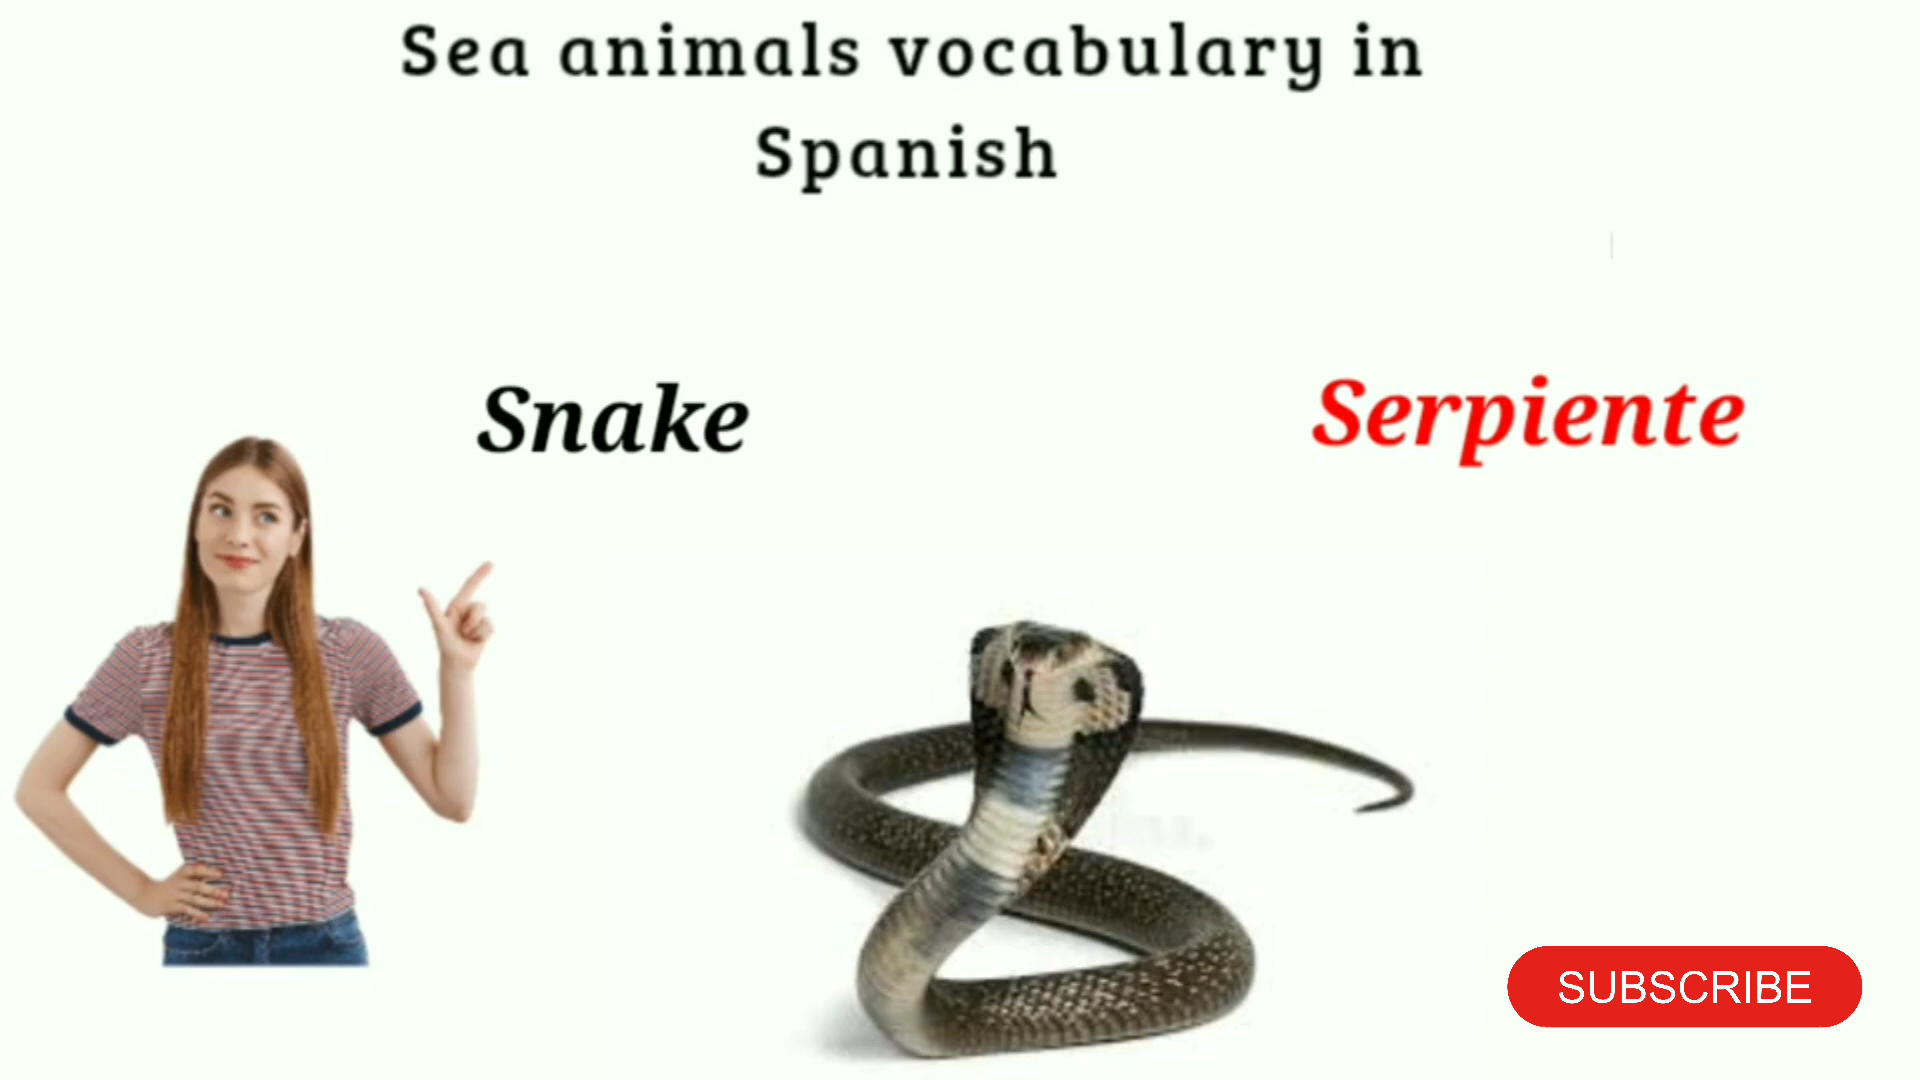 Sea animals vocabulary in
Spanish
Snake
Serpiente
SUBSCRIBE